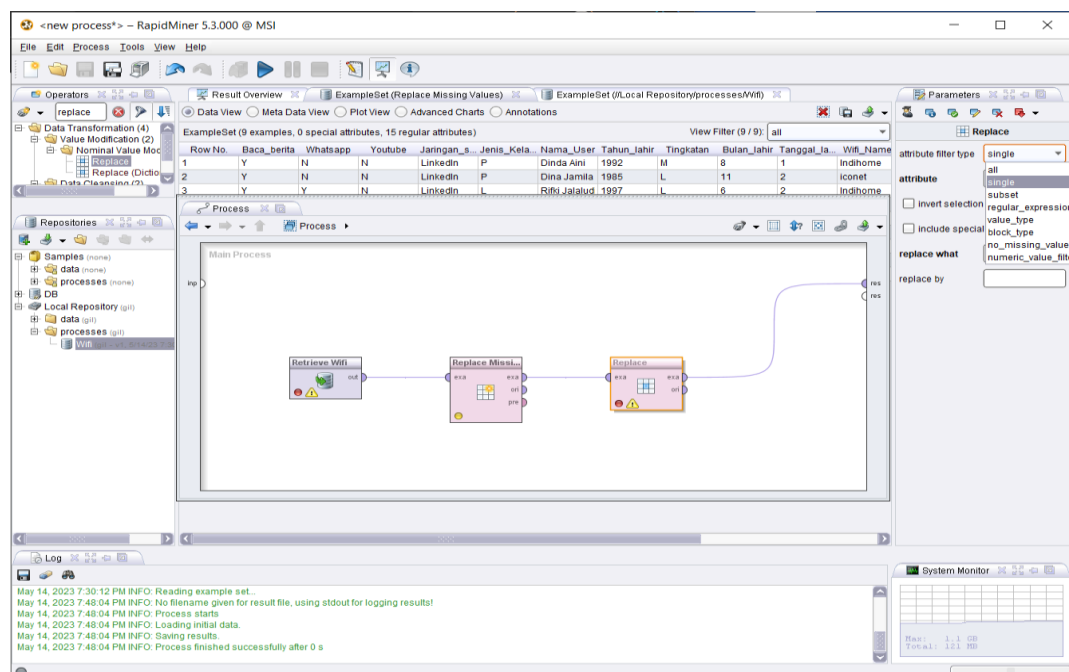 <new process*> – RapidMiner 5.3.000 @ MSI
File Edit Process Tools View Help
Operators
replace
Data Transformation (4)
Value Modification (2)
Nominal Value Mod
Replace
Replace (Dictio
Data Cleansing (2)
Repositories
Samples (none)
data (none)
processes (none)
DB
Local Repository (gil)
data (gil)
processes (gil)
Wifi
Result Overview
ExampleSet (Replace Missing Values)
ExampleSet (//Local Repository/processes/Wifi)
Data View Meta Data View Plot View Advanced Charts Annotations
ExampleSet (9 examples, 0 special attributes, 15 regular attributes)
View Filter (9 / 9): all
Row No. Baca_berita Whatsapp Youtube Jaringan_s... Jenis_Kela... Nama_User Tahun_lahir Tingkatan Bulan_lahir Tanggal_la... Wifi_Name
1 Y N N LinkedIn P Dinda Aini 1992 M 8 1 Indihome
2 Y N N LinkedIn P Dina Jamila 1985 L 11 2 iconet
3 Y Y N LinkedIn L Rifki Jalalud 1997 L 6 2 Indihome
Process
Process
Main Process
inp
res
res
Retrieve Wifi
out
Replace Missi...
exa exa
ori
pre
Replace
exa exa
ori
Parameters
Replace
attribute filter type single
all
single
subset
regular_expression
value_type
block_type
no_missing_value
numeric_value_filt
attribute
invert selection
include special
replace what
replace by
Log
May 14, 2023 7:30:12 PM INFO: Reading example set...
May 14, 2023 7:48:04 PM INFO: No filename given for result file, using stdout for logging results!
May 14, 2023 7:48:04 PM INFO: Process starts
May 14, 2023 7:48:04 PM INFO: Loading initial data.
May 14, 2023 7:48:04 PM INFO: Saving results.
May 14, 2023 7:48:04 PM INFO: Process finished successfully after 0 s
System Monitor
Max: 1.1 GB
Total: 121 MB